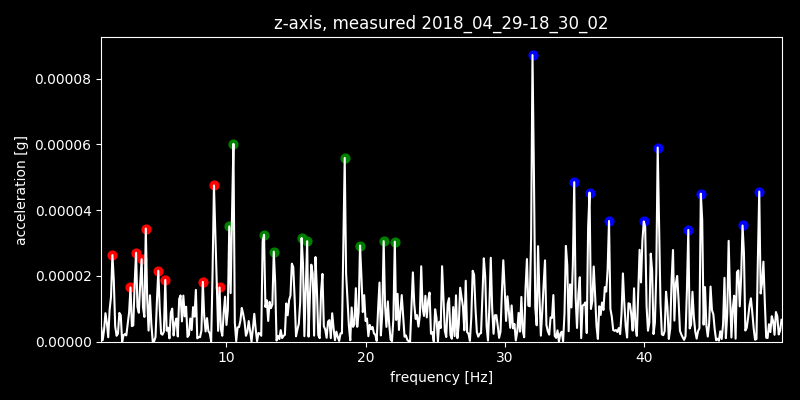 z-axis, measured 2018_04_29-18_30_02
0.00008
0.00006
0.00004
0.00002
0.00000
acceleration [g]
10 20 30 40
frequency [Hz]